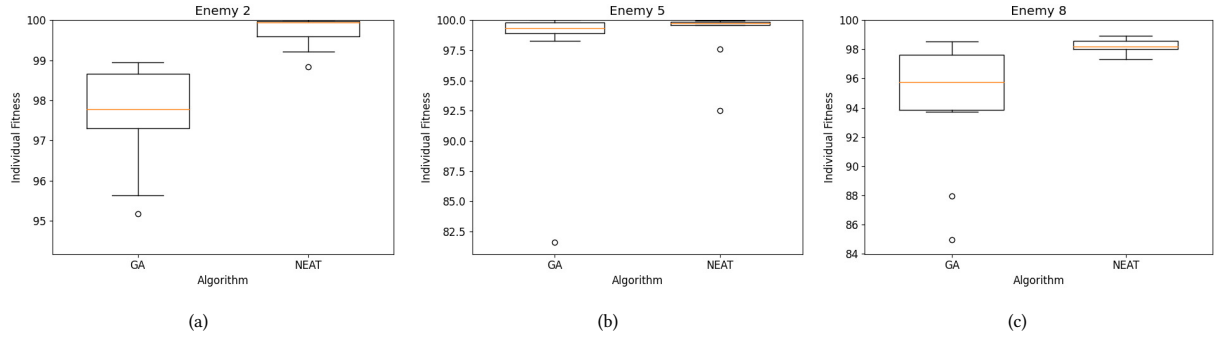 Enemy 2
100
99
98
97
96
95
Individual Fitness
GA
NEAT
Algorithm
(a)
Enemy 5
100.0
97.5
95.0
92.5
90.0
87.5
85.0
82.5
Individual Fitness
GA
NEAT
Algorithm
(b)
Enemy 8
100
98
96
94
92
90
88
86
84
Individual Fitness
GA
NEAT
Algorithm
(c)